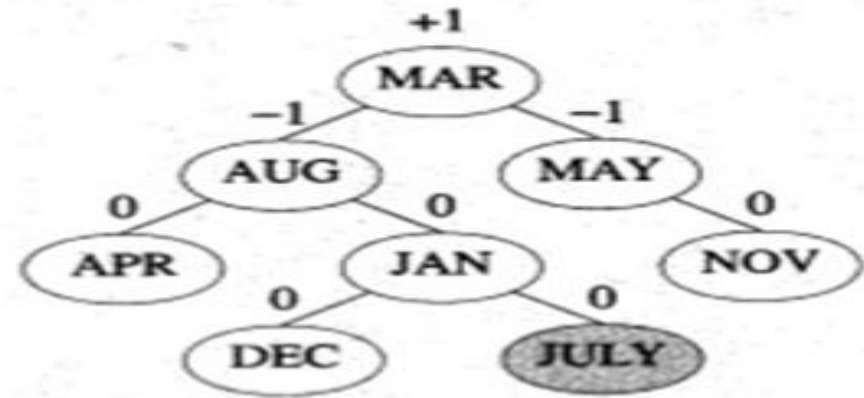 +1
MAR
−1 −1
AUG MAY
0 0 0
APR JAN NOV
0 0
DEC JULY